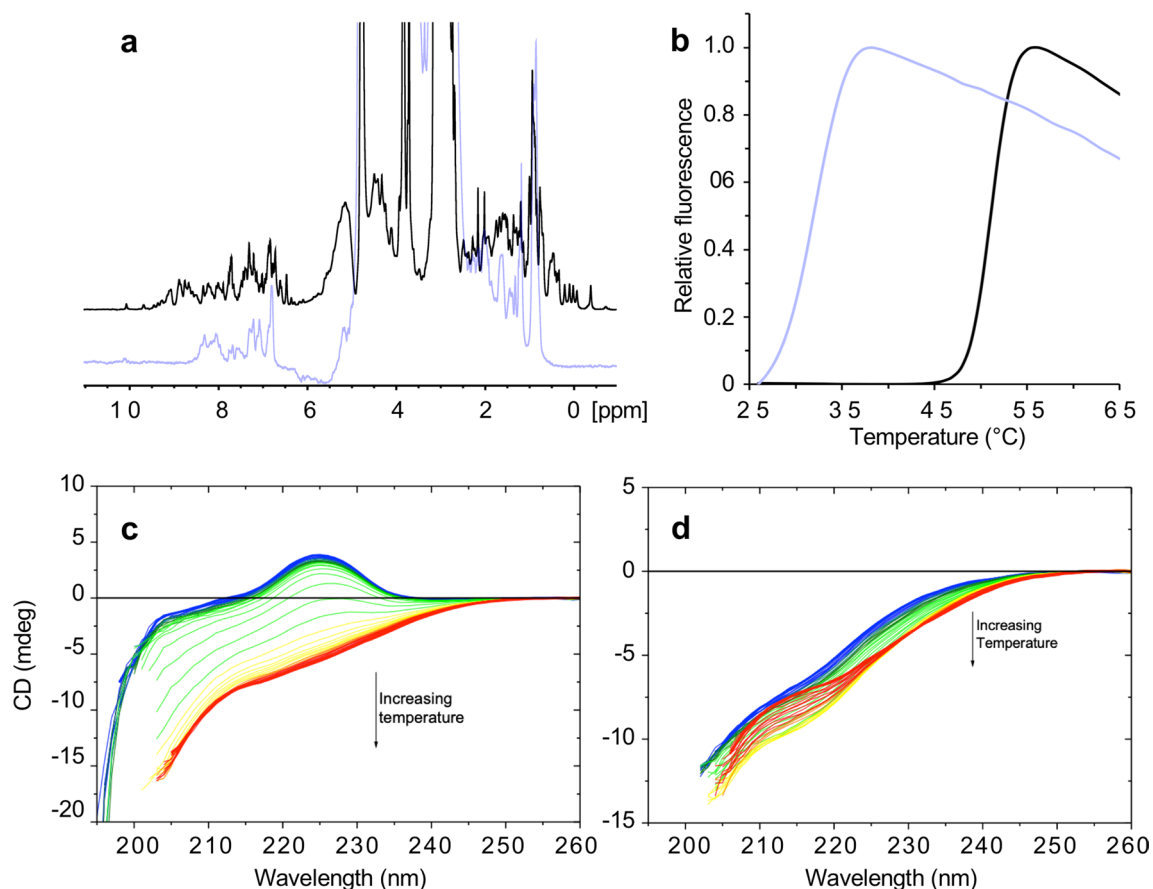 a
10 8 6 4 2 0 [ppm]
b
Relative fluorescence
1.0
0.8
06
0.4
0.2
0
2 5 3 5 4 5 5 5 6 5
Temperature (°C)
c
CD (mdeg)
10
5
0
-5
-10
-15
-20
Increasing
temperature
200 210 220 230 240 250 260
Wavelength (nm)
d
5
0
-5
-10
-15
Increasing
Temperature
200 210 220 230 240 250 260
Wavelength (nm)